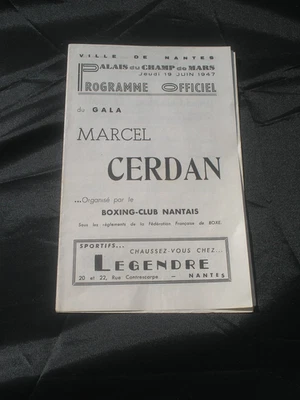 VILLE DE NANTES
PALAIS du CHAMP de MARS
Jeudi 19 JUIN 1947
PROGRAMME OFFICIEL
du GALA
MARCEL
CERDAN
...Organisé par le
BOXING-CLUB NANTAIS
Sous les règlements de la Fédération Française de BOXE.
SPORTIFS...
CHAUSSEZ-VOUS CHEZ...
LEGENDRE
20 et 22, Rue Contrescarpe - NANTES